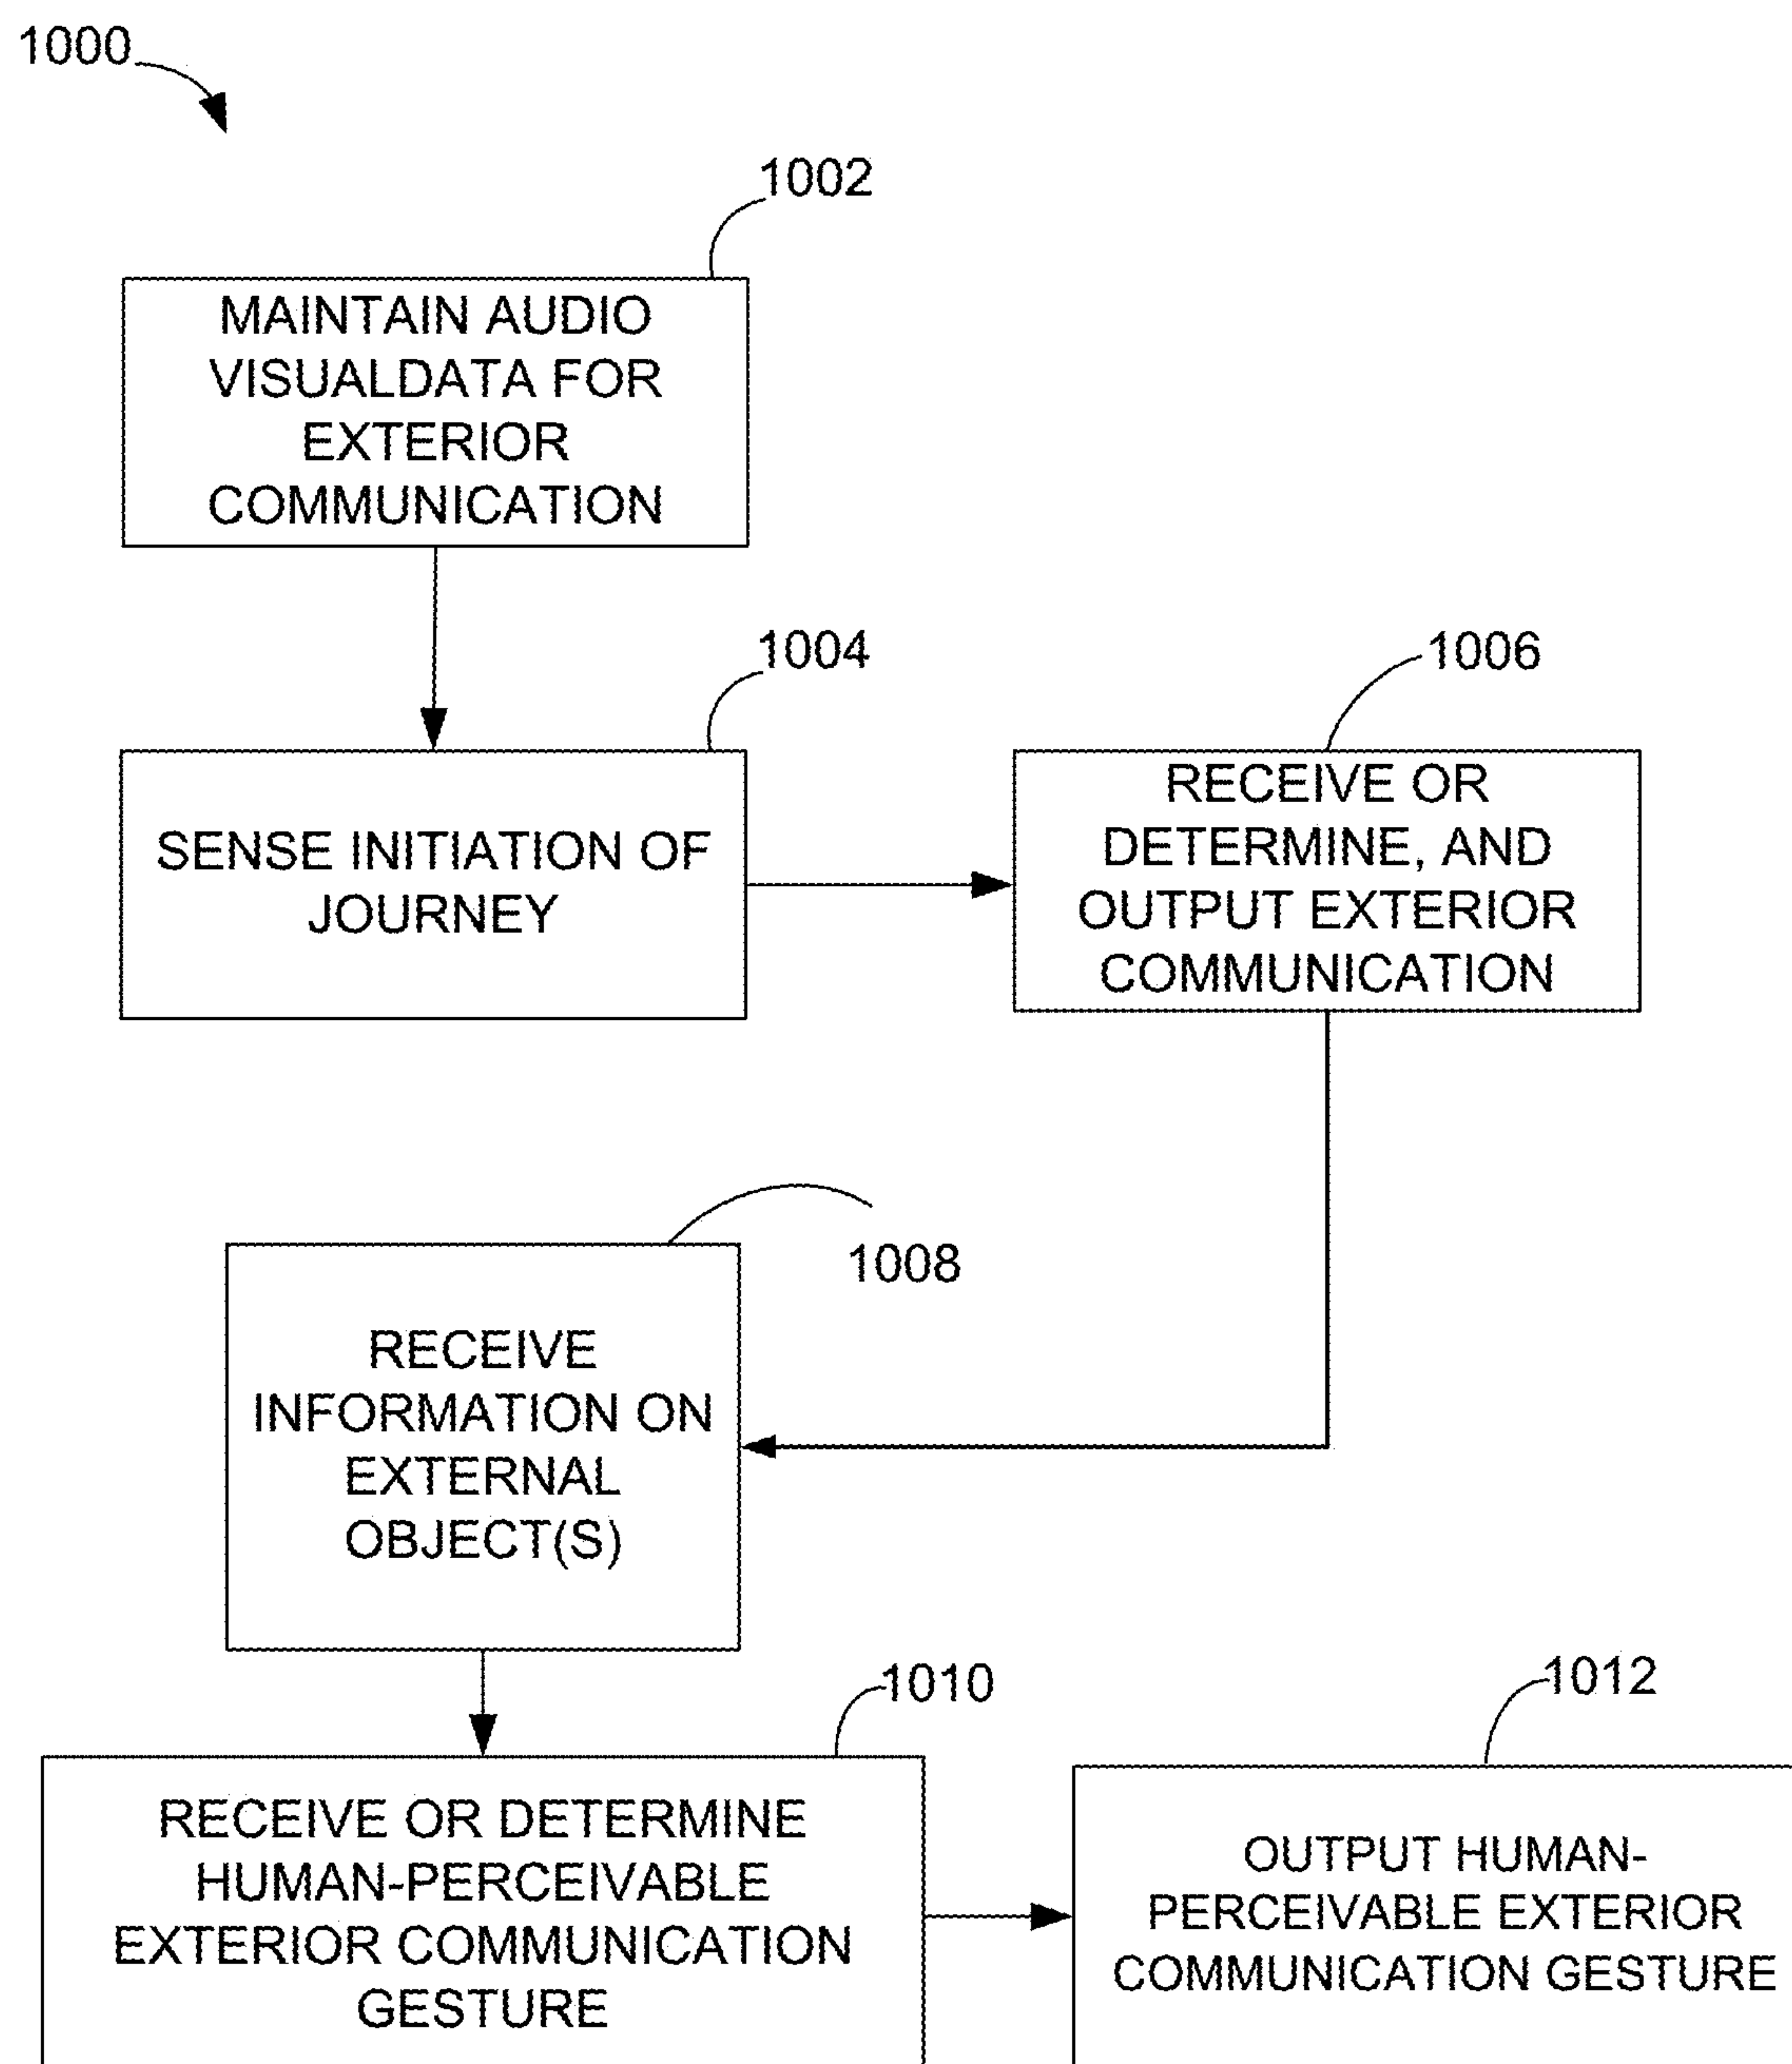 1000
1002
MAINTAIN AUDIO
VISUALDATA FOR
EXTERIOR
COMMUNICATION
1004
SENSE INITIATION OF
JOURNEY
1006
RECEIVE OR
DETERMINE, AND
OUTPUT EXTERIOR
COMMUNICATION
1008
RECEIVE
INFORMATION ON
EXTERNAL
OBJECT(S)
1010
RECEIVE OR DETERMINE
HUMAN-PERCEIVABLE
EXTERIOR COMMUNICATION
GESTURE
1012
OUTPUT HUMAN-
PERCEIVABLE EXTERIOR
COMMUNICATION GESTURE